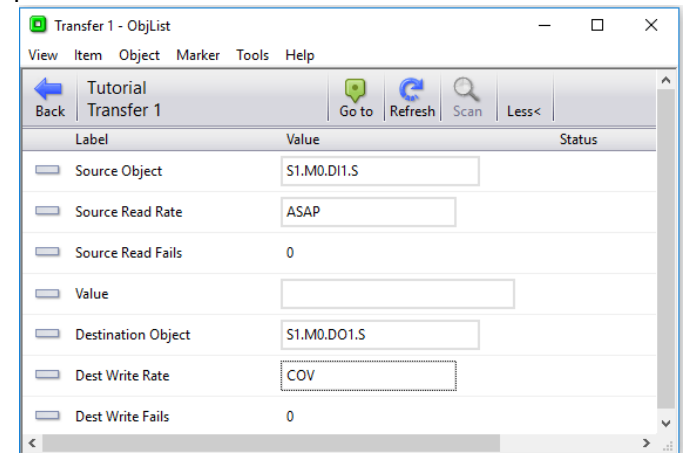 Transfer 1 - ObjList
View Item Object Marker Tools Help
Tutorial
Back Transfer 1 Go to Refresh Scan Less<
Label Value Status
Source Object S1.M0.DI1.S
Source Read Rate ASAP
Source Read Fails 0
Value
Destination Object S1.M0.DO1.S
Dest Write Rate COV
Dest Write Fails 0